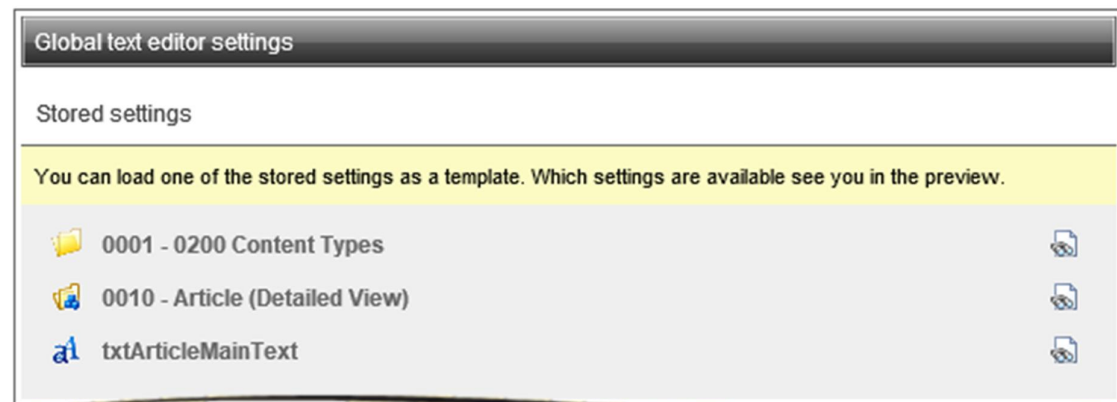 Global text editor settings
Stored settings
You can load one of the stored settings as a template. Which settings are available see you in the preview.
0001 - 0200 Content Types
0010 - Article (Detailed View)
txtArticleMainText